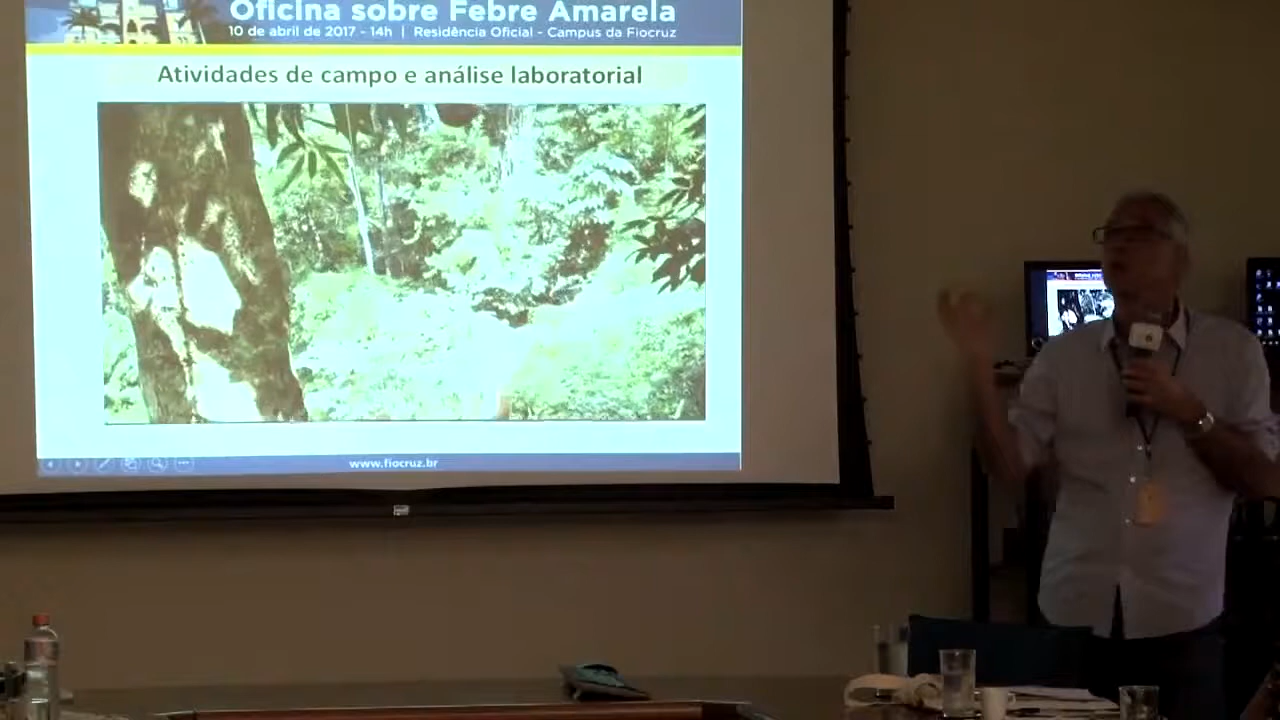 Oficina sobre Febre Amarela
10 de abril de 2017 - 14h | Residência Oficial - Campus da Fiocruz
Atividades de campo e análise laboratorial
www.fiocruz.br